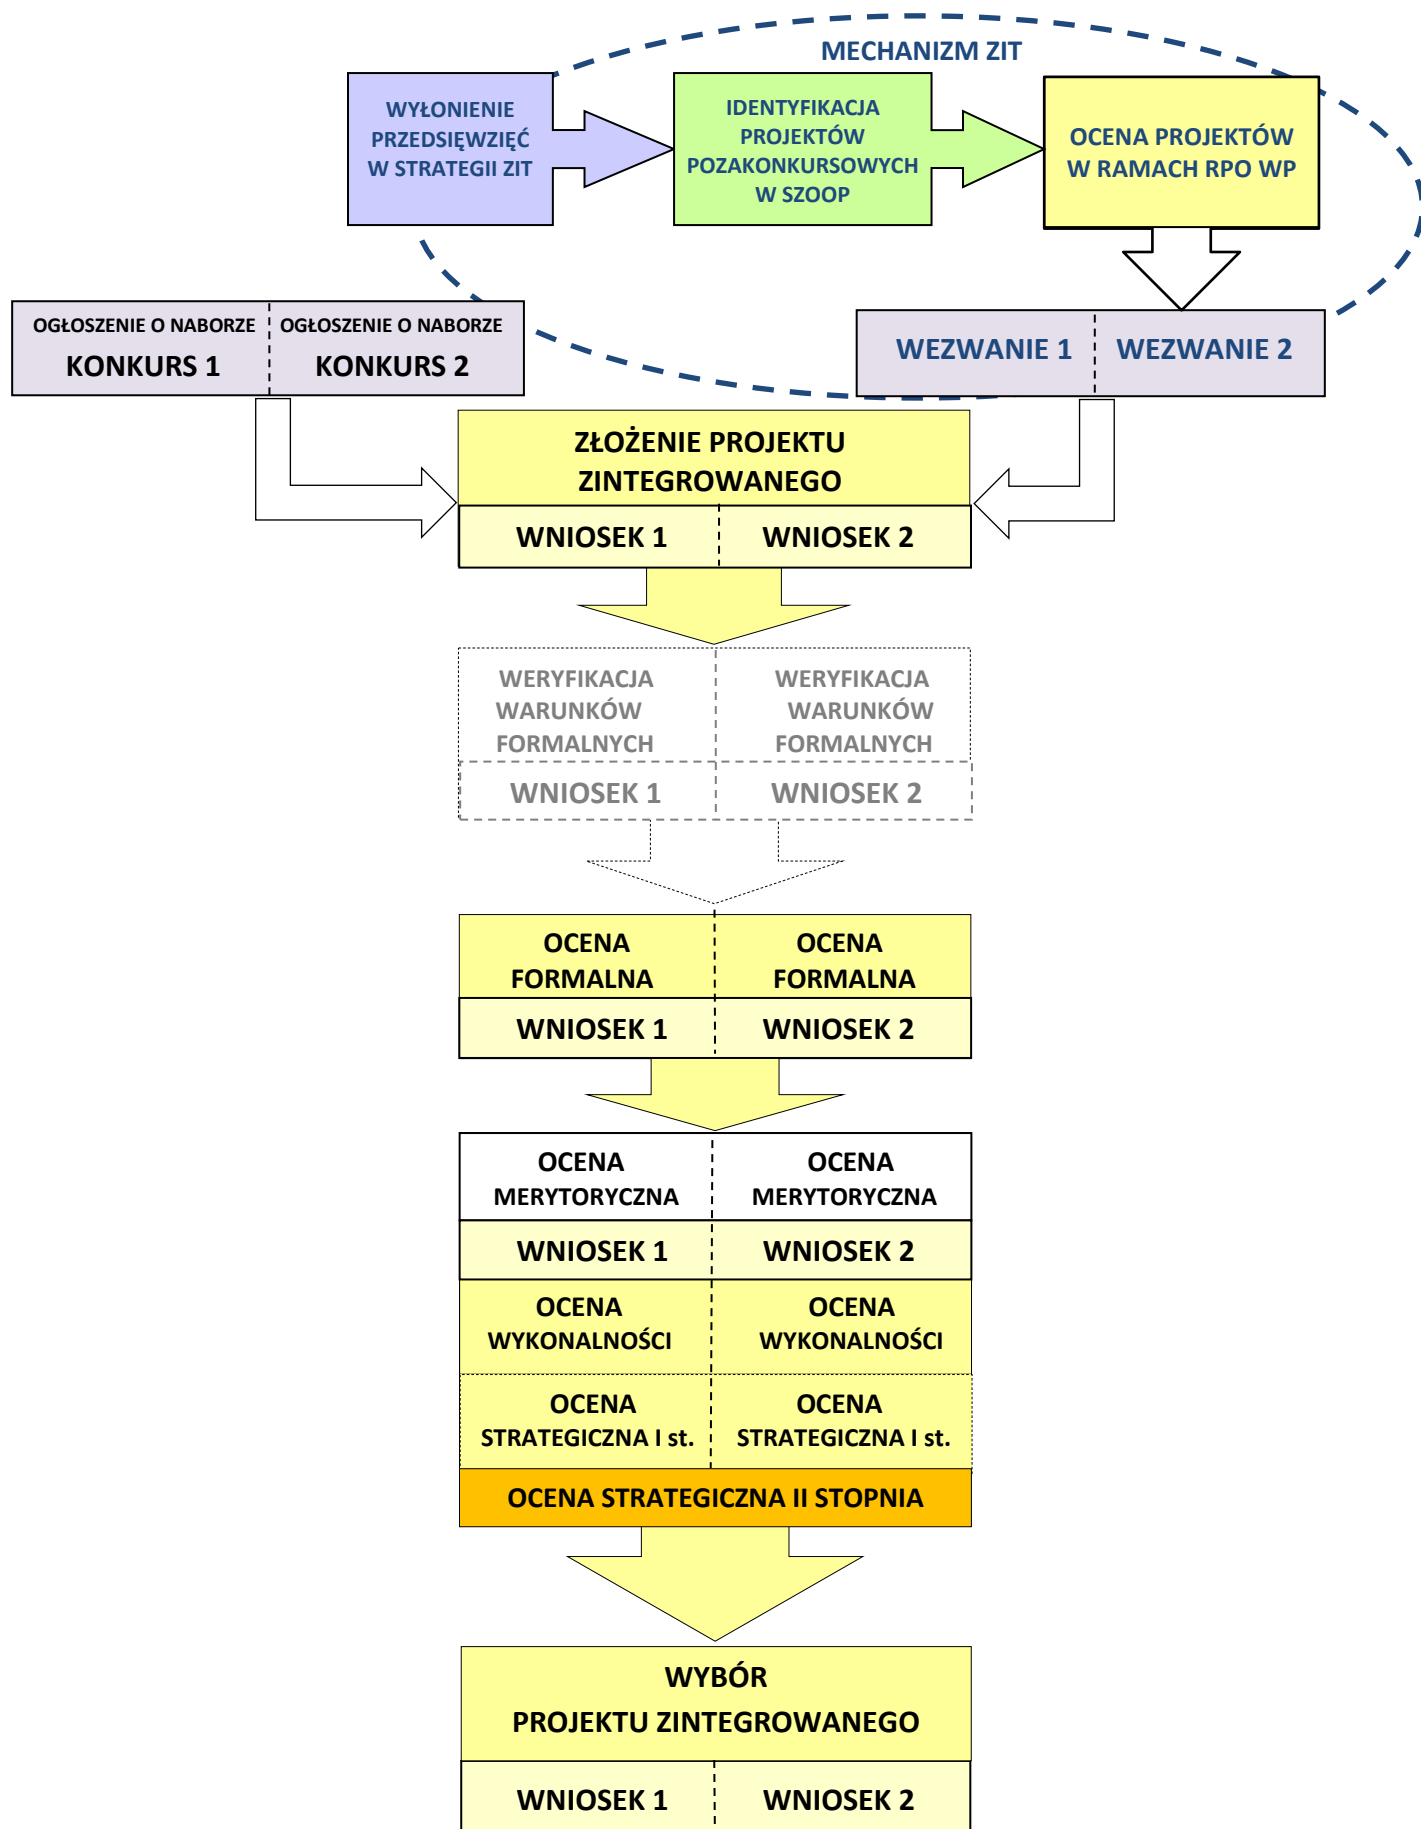 MECHANIZM ZIT
WYŁONIENIE
PRZEDSIĘWZIĘĆ
W STRATEGII ZIT
IDENTYFIKACJA
PROJEKTÓW
POZAKONKURSOWYCH
W SZOOP
OCENA PROJEKTÓW
W RAMACH RPO WP
OGŁOSZENIE O NABORZE
KONKURS 1
OGŁOSZENIE O NABORZE
KONKURS 2
WEZWANIE 1
WEZWANIE 2
ZŁOŻENIE PROJEKTU
ZINTEGROWANEGO
WNIOSEK 1
WNIOSEK 2
WERYFIKACJA
WARUNKÓW
FORMALNYCH
WERYFIKACJA
WARUNKÓW
FORMALNYCH
WNIOSEK 1
WNIOSEK 2
OCENA
FORMALNA
OCENA
FORMALNA
WNIOSEK 1
WNIOSEK 2
OCENA
MERYTORYCZNA
OCENA
MERYTORYCZNA
WNIOSEK 1
WNIOSEK 2
OCENA
WYKONALNOŚCI
OCENA
WYKONALNOŚCI
OCENA
STRATEGICZNA I st.
OCENA
STRATEGICZNA I st.
OCENA STRATEGICZNA II STOPNIA
WYBÓR
PROJEKTU ZINTEGROWANEGO
WNIOSEK 1
WNIOSEK 2